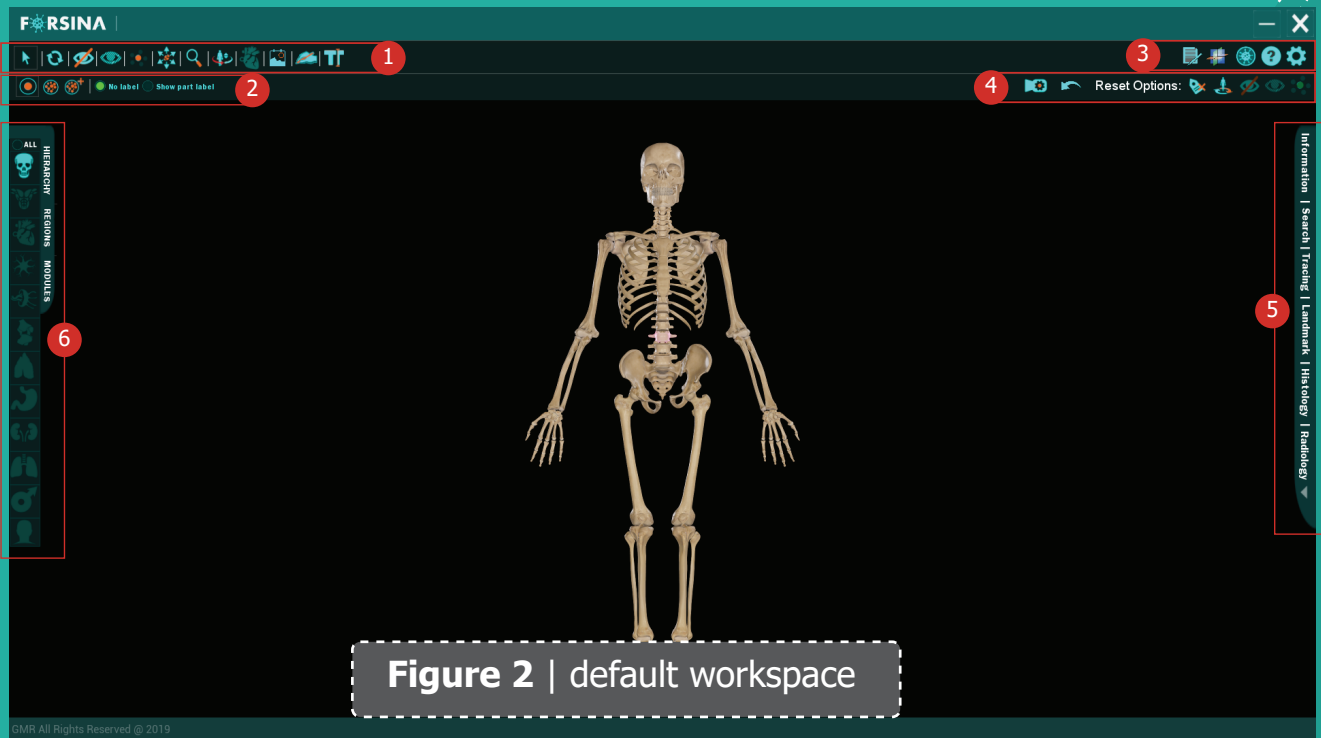 FORSINA
1
3
No label Show part label
2
4
Reset Options:
ALL
HIERARCHY REGIONS MODULES
6
Information | Search | Tracing | Landmark | Histology | Radiology
5
Figure 2 | default workspace
GMR All Rights Reserved @ 2019